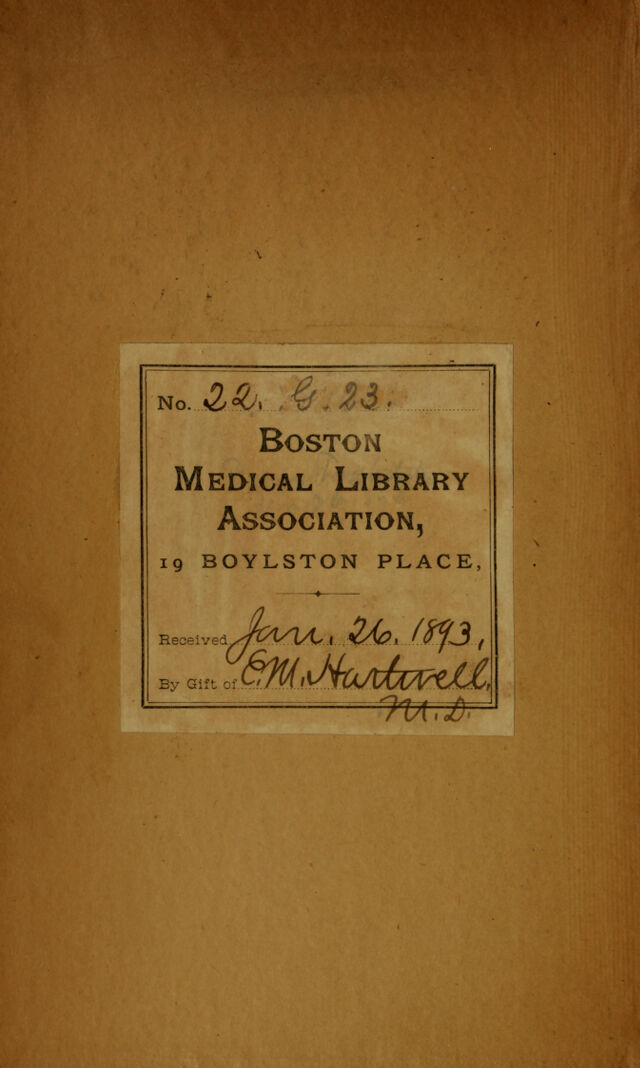 No. 22. G. 23.
BOSTON
MEDICAL LIBRARY
ASSOCIATION,
19 BOYLSTON PLACE,
Received Jan. 26. 1893,
By Gift of E.M. Hartwell,
M.D.